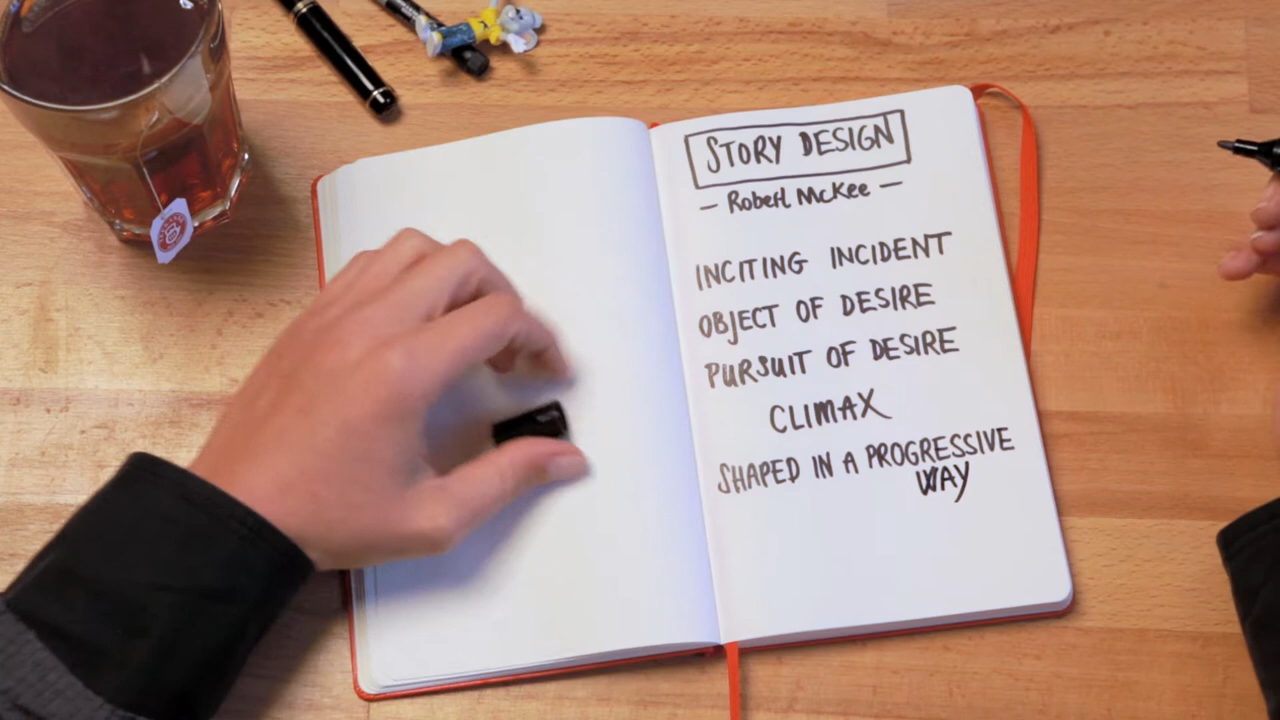 STORY DESIGN
— Robert McKee —
INCITING INCIDENT
OBJECT OF DESIRE
PURSUIT OF DESIRE
CLIMAX
SHAPED IN A PROGRESSIVE
WAY